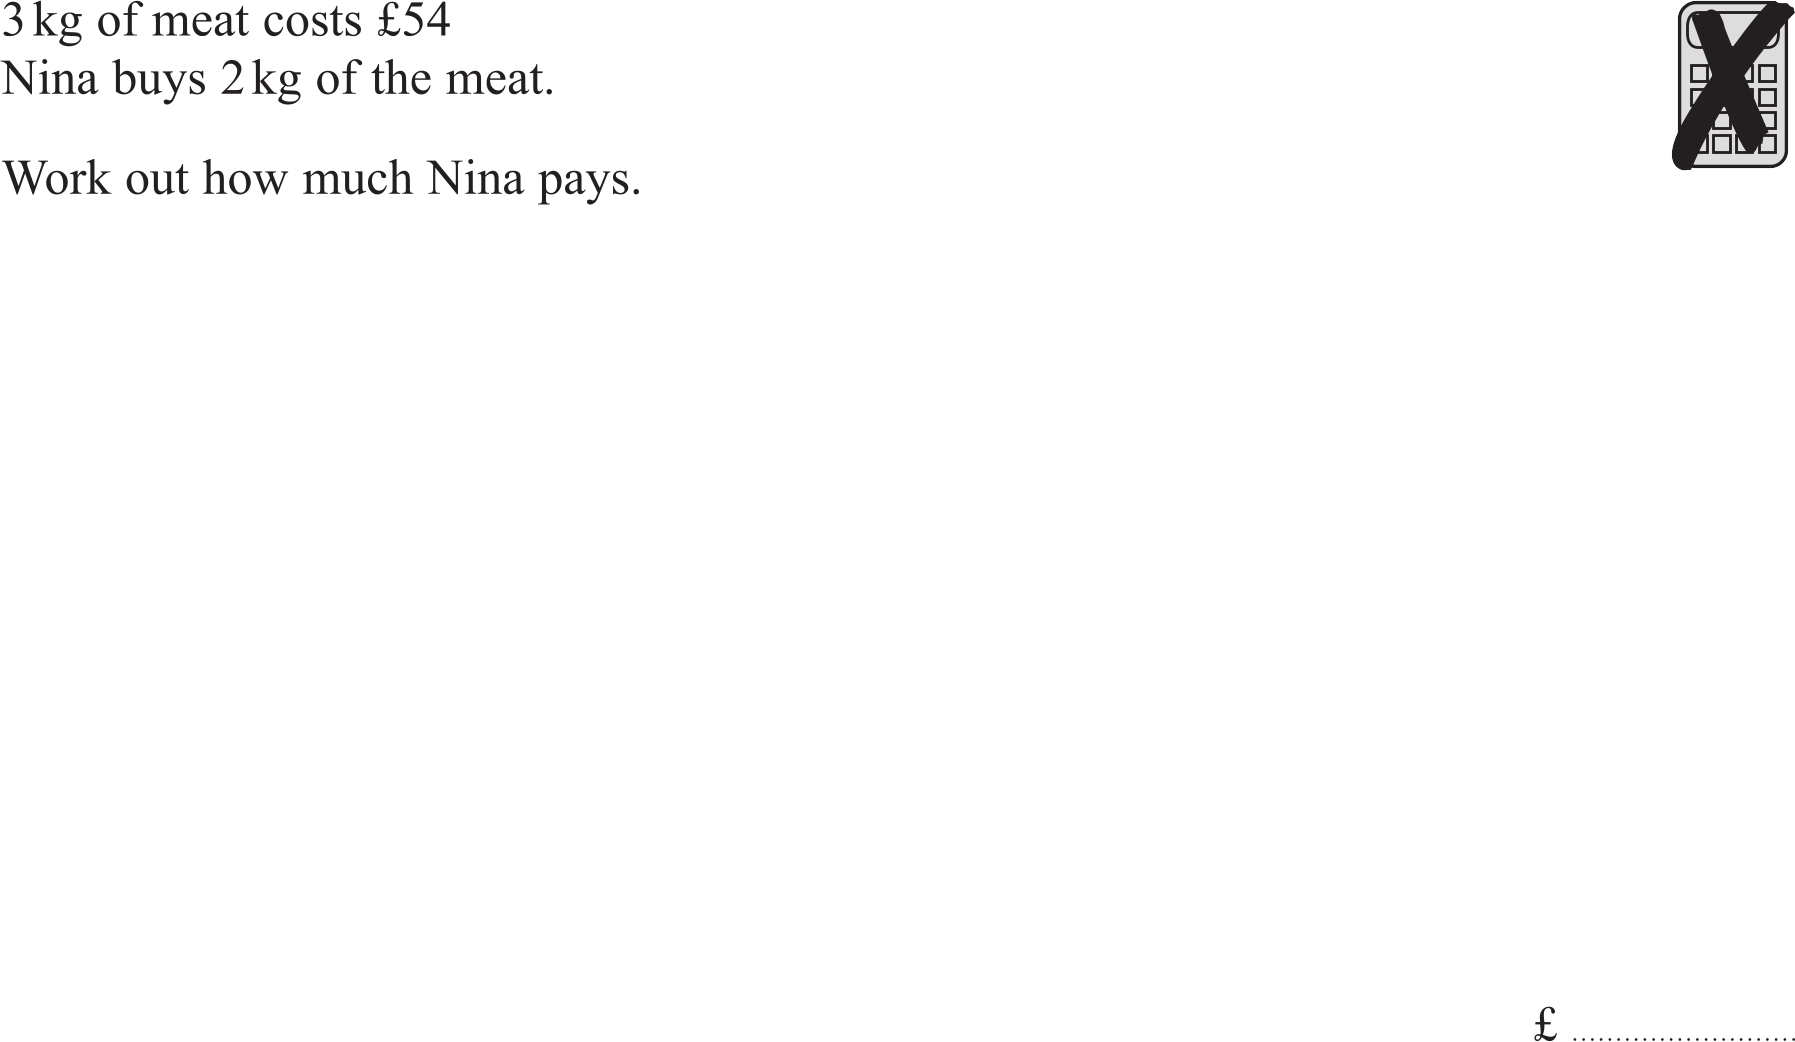 3 kg of meat costs £54
Nina buys 2 kg of the meat.
Work out how much Nina pays.
£ ..........................